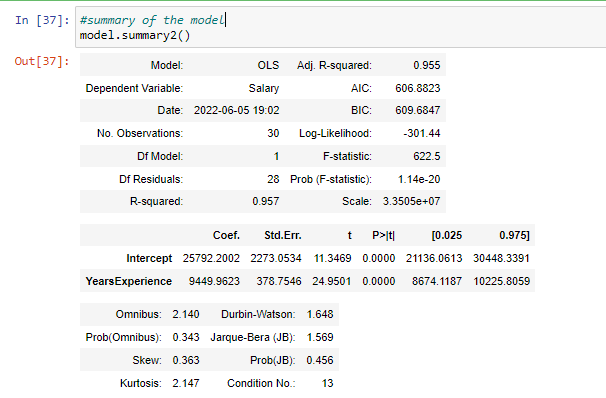 In [37]: #summary of the model
model.summary2()
Out[37]:
Model: OLS Adj. R-squared: 0.955
Dependent Variable: Salary AIC: 606.8823
Date: 2022-06-05 19:02 BIC: 609.6847
No. Observations: 30 Log-Likelihood: -301.44
Df Model: 1 F-statistic: 622.5
Df Residuals: 28 Prob (F-statistic): 1.14e-20
R-squared: 0.957 Scale: 3.3505e+07
Coef. Std.Err. t P>|t| [0.025 0.975]
Intercept 25792.2002 2273.0534 11.3469 0.0000 21136.0613 30448.3391
YearsExperience 9449.9623 378.7546 24.9501 0.0000 8674.1187 10225.8059
Omnibus: 2.140 Durbin-Watson: 1.648
Prob(Omnibus): 0.343 Jarque-Bera (JB): 1.569
Skew: 0.363 Prob(JB): 0.456
Kurtosis: 2.147 Condition No.: 13